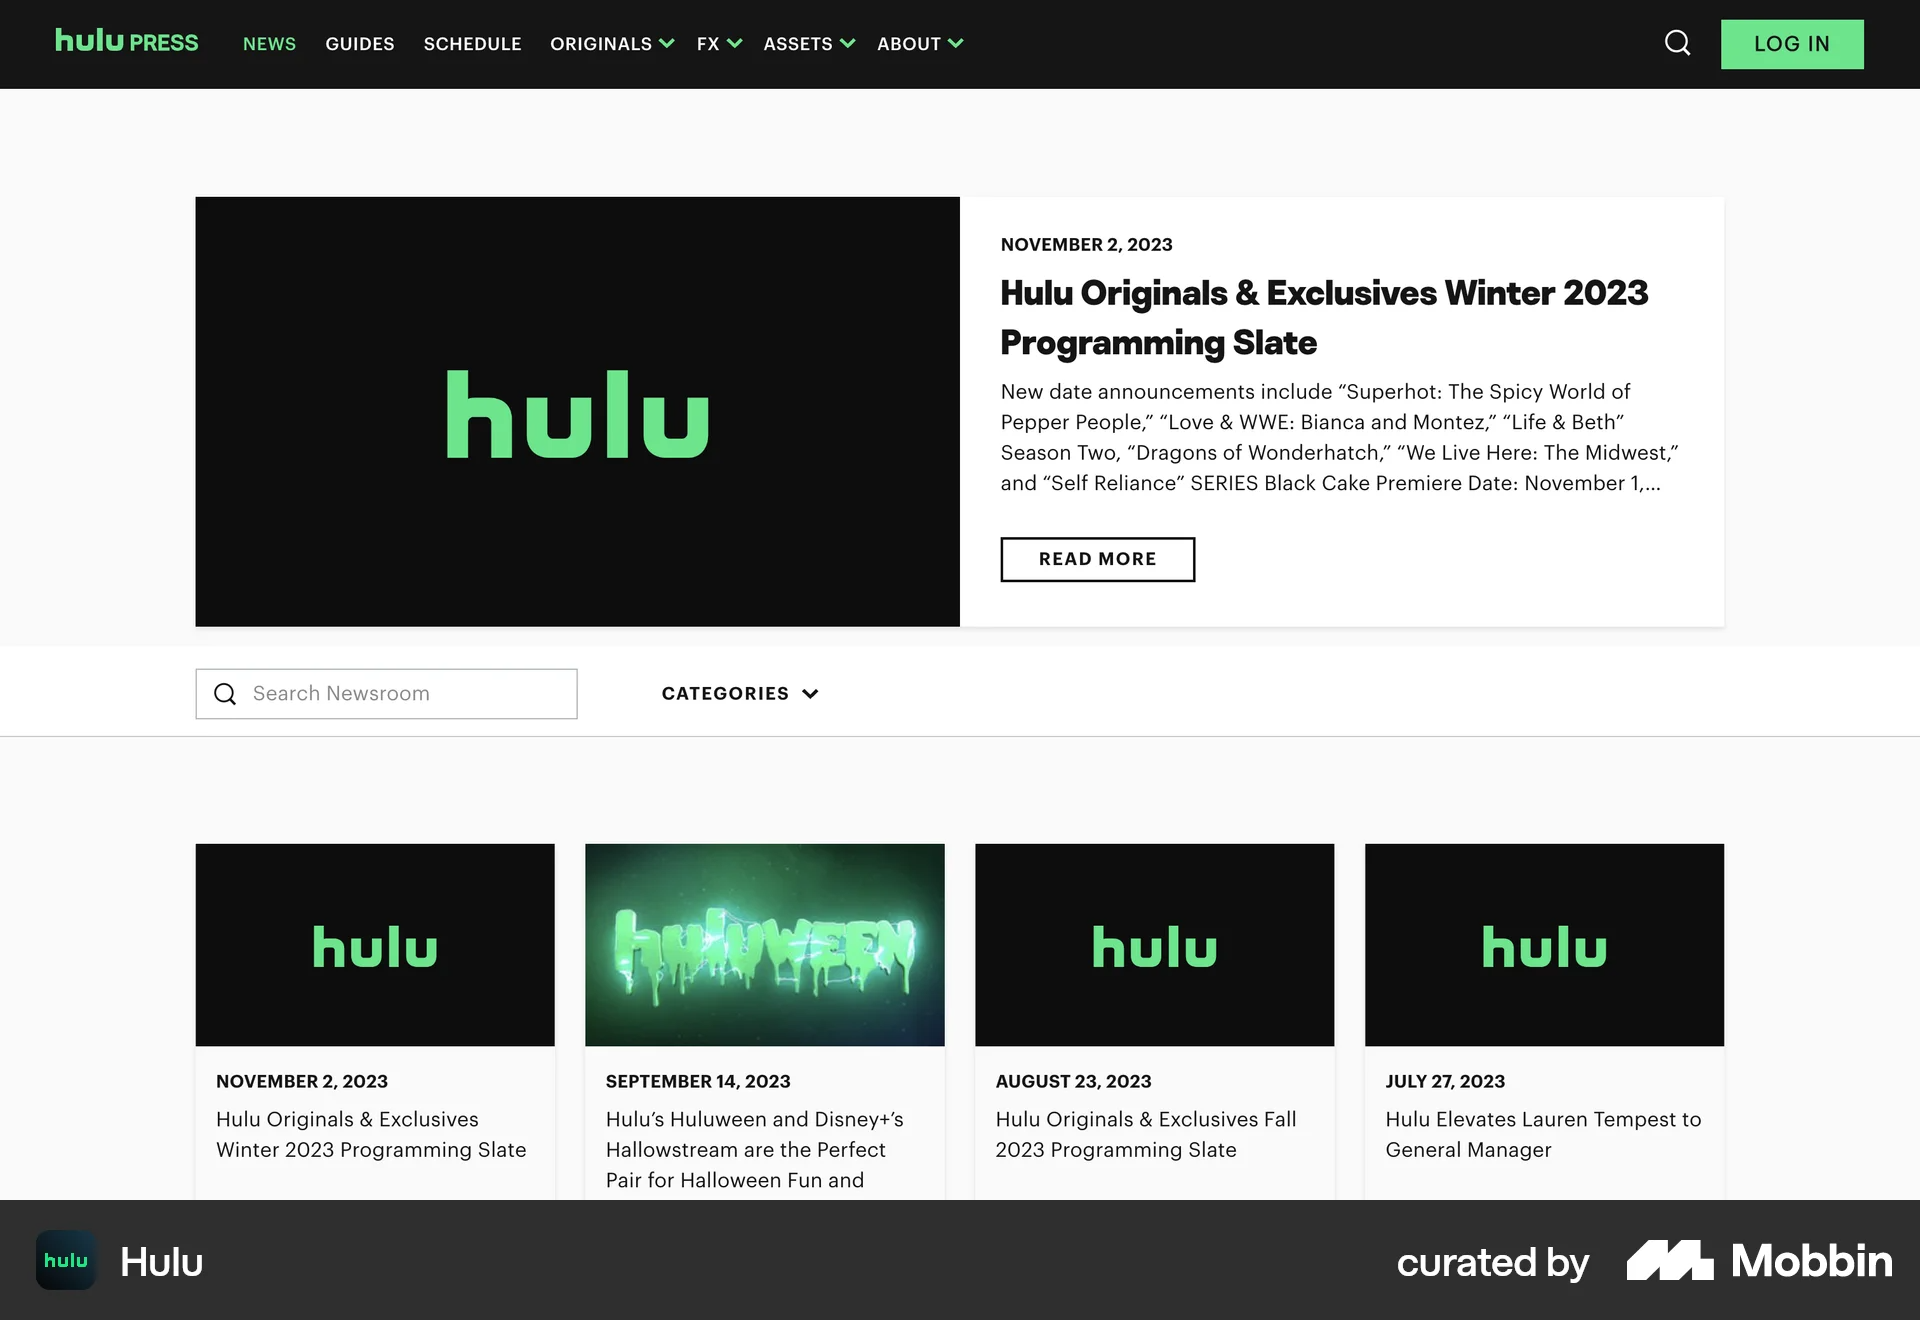 hulu PRESS NEWS GUIDES SCHEDULE ORIGINALS FX ASSETS ABOUT LOG IN
hulu
NOVEMBER 2, 2023
Hulu Originals & Exclusives Winter 2023
Programming Slate
New date announcements include “Superhot: The Spicy World of
Pepper People,” “Love & WWE: Bianca and Montez,” “Life & Beth”
Season Two, “Dragons of Wonderhatch,” “We Live Here: The Midwest,”
and “Self Reliance” SERIES Black Cake Premiere Date: November 1,...
READ MORE
Search Newsroom
CATEGORIES
hulu
NOVEMBER 2, 2023
Hulu Originals & Exclusives
Winter 2023 Programming Slate
huluWEEN
SEPTEMBER 14, 2023
Hulu’s Huluween and Disney+’s
Hallowstream are the Perfect
Pair for Halloween Fun and
hulu
AUGUST 23, 2023
Hulu Originals & Exclusives Fall
2023 Programming Slate
hulu
JULY 27, 2023
Hulu Elevates Lauren Tempest to
General Manager
hulu
Hulu
curated by
Mobbin